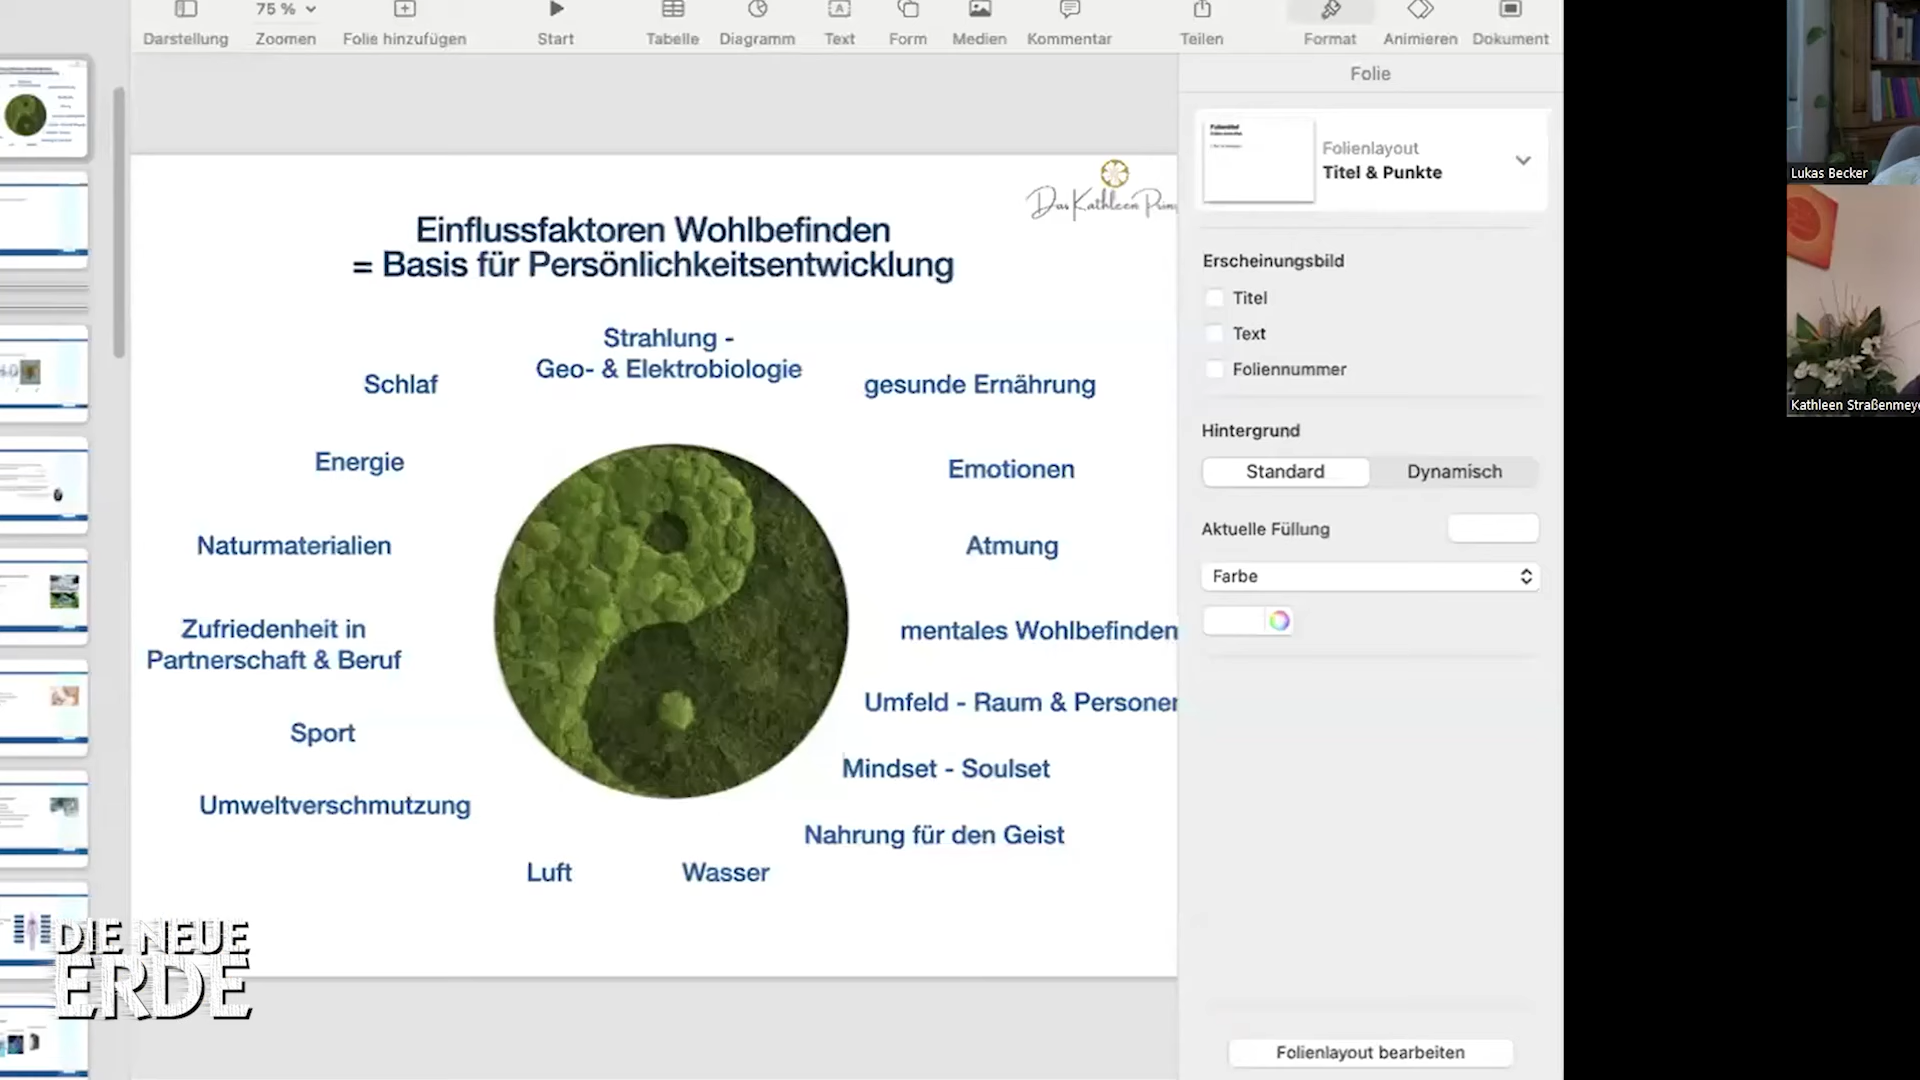 75 %
Darstellung
Zoomen
Folie hinzufügen
Start
Tabelle
Diagramm
Text
Form
Medien
Kommentar
Teilen
Format
Animieren
Dokument
Folie
Folienlayout
Titel & Punkte
Erscheinungsbild
Titel
Text
Foliennummer
Hintergrund
Standard
Dynamisch
Aktuelle Füllung
Farbe
Folienlayout bearbeiten
Das Kathleen
Einflussfaktoren Wohlbefinden
= Basis für Persönlichkeitsentwicklung
Strahlung -
Geo- & Elektrobiologie
Schlaf
gesunde Ernährung
Energie
Emotionen
Naturmaterialien
Atmung
Zufriedenheit in
Partnerschaft & Beruf
mentales Wohlbefinden
Umfeld - Raum &
Sport
Mindset - Soulset
Umweltverschmutzung
Nahrung für den Geist
Luft
Wasser
DIE NEUE
ERDE
Lukas Becker
Kathleen